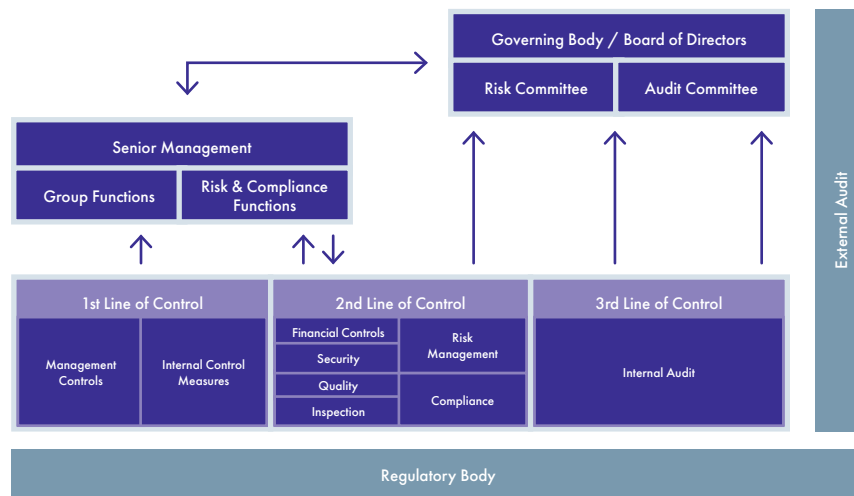 Governing Body / Board of Directors
Risk Committee
Audit Committee
Senior Management
Group Functions
Risk & Compliance
Functions
External Audit
1st Line of Control
Management
Controls
Internal Control
Measures
2nd Line of Control
Financial Controls
Security
Quality
Inspection
Risk
Management
Compliance
3rd Line of Control
Internal Audit
Regulatory Body